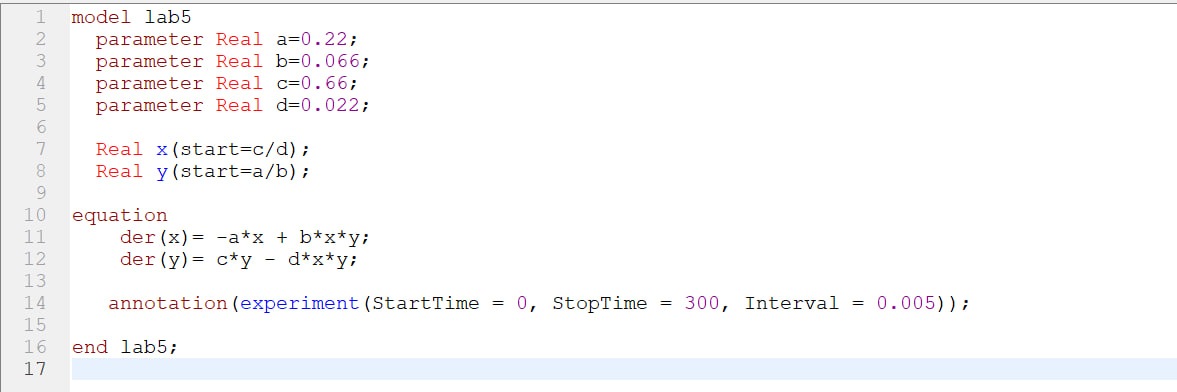 1 model lab5
2   parameter Real a=0.22;
3   parameter Real b=0.066;
4   parameter Real c=0.66;
5   parameter Real d=0.022;
6
7   Real x(start=c/d);
8   Real y(start=a/b);
9
10 equation
11     der(x)= -a*x + b*x*y;
12     der(y)= c*y - d*x*y;
13
14    annotation(experiment(StartTime = 0, StopTime = 300, Interval = 0.005));
15
16 end lab5;
17